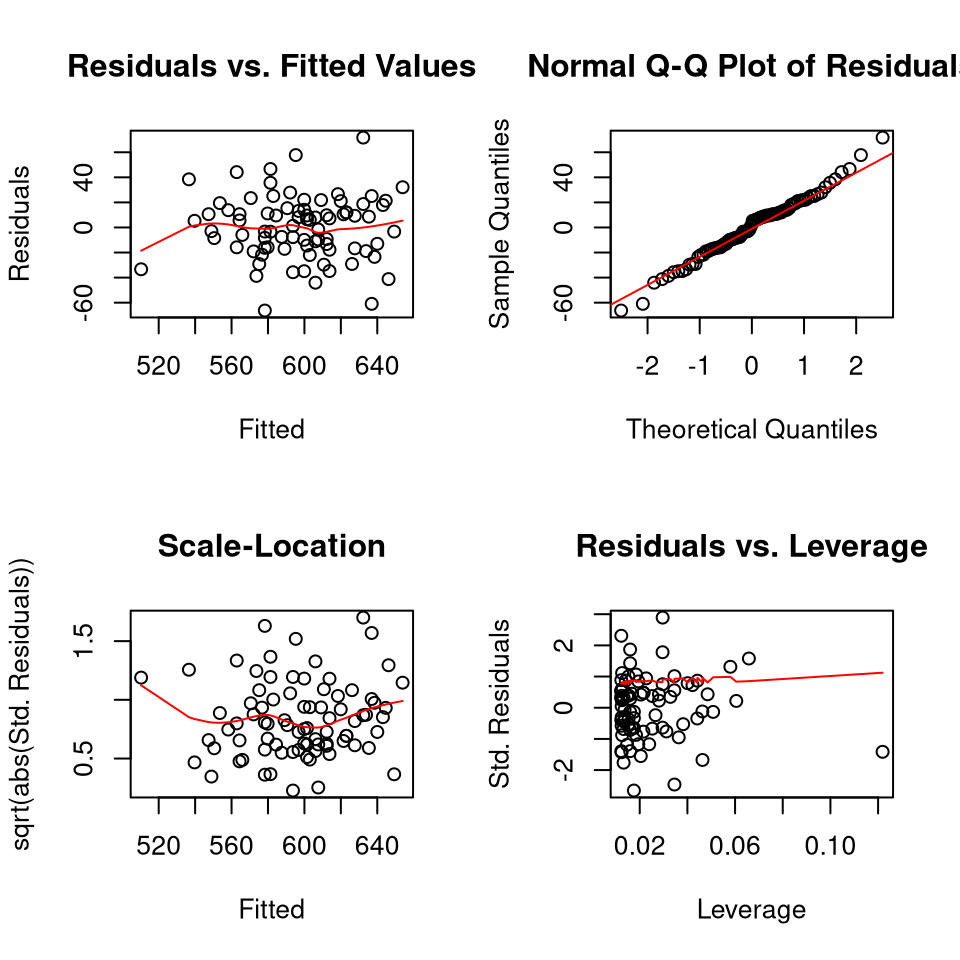 Residuals vs. Fitted Values
Residuals
-60 0 40
520 560 600 640
Fitted
Normal Q-Q Plot of Residuals
Sample Quantiles
-60 0 40
-2 -1 0 1 2
Theoretical Quantiles
Scale-Location
sqrt(abs(Std. Residuals))
0.5 1.5
520 560 600 640
Fitted
Residuals vs. Leverage
Std. Residuals
-2 0 2
0.02 0.06 0.10
Leverage